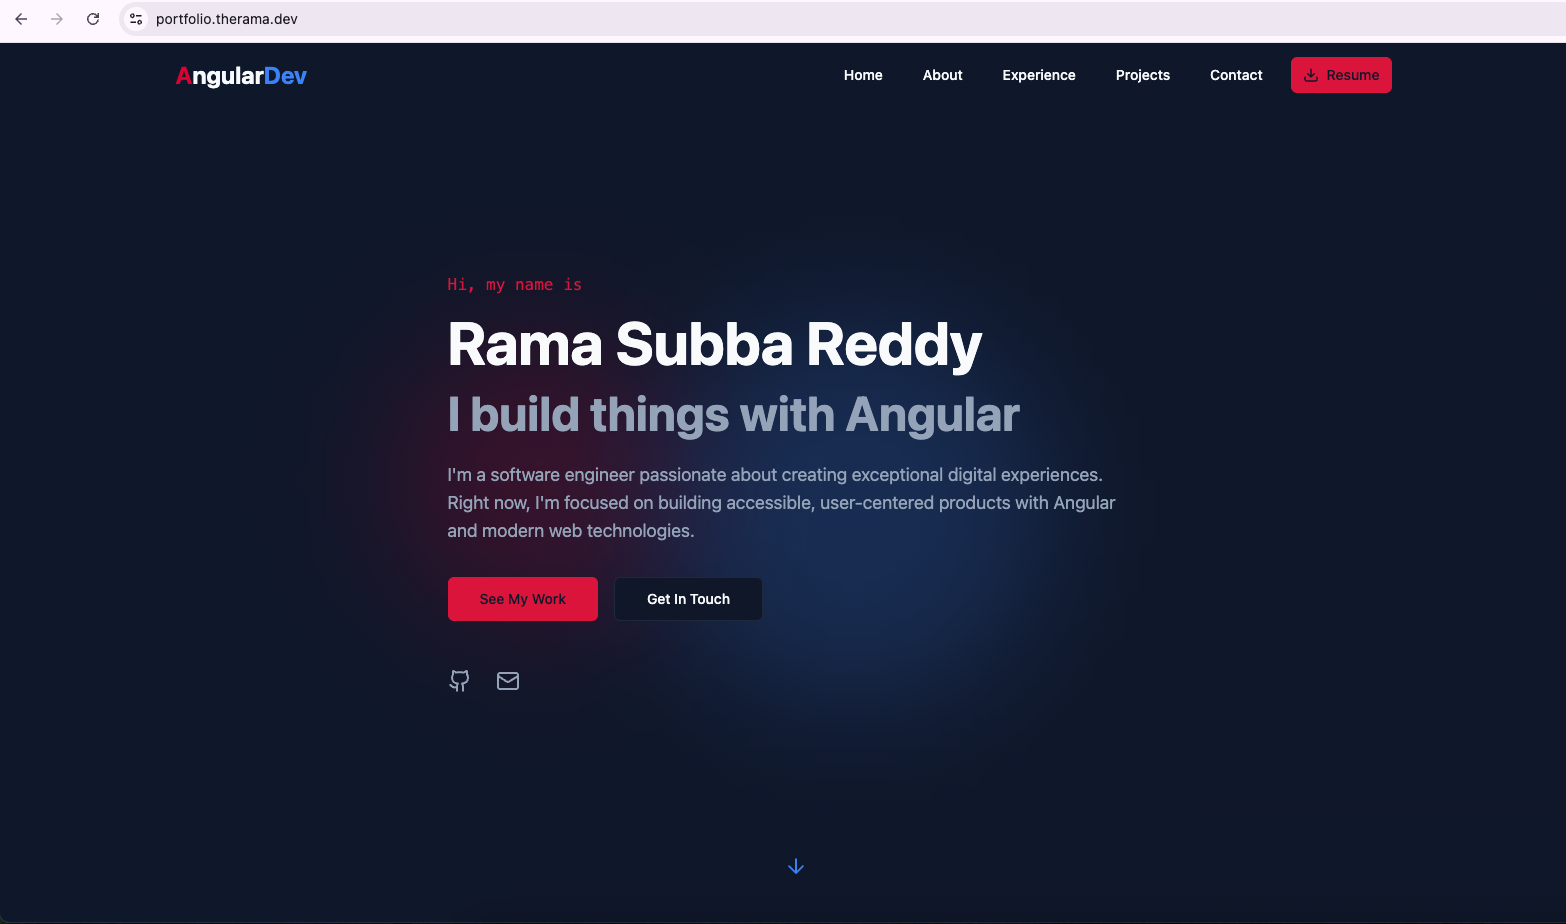 portfolio.therama.dev
AngularDev
Home About Experience Projects Contact Resume
Hi, my name is
Rama Subba Reddy
I build things with Angular
I'm a software engineer passionate about creating exceptional digital experiences.
Right now, I'm focused on building accessible, user-centered products with Angular
and modern web technologies.
See My Work Get In Touch